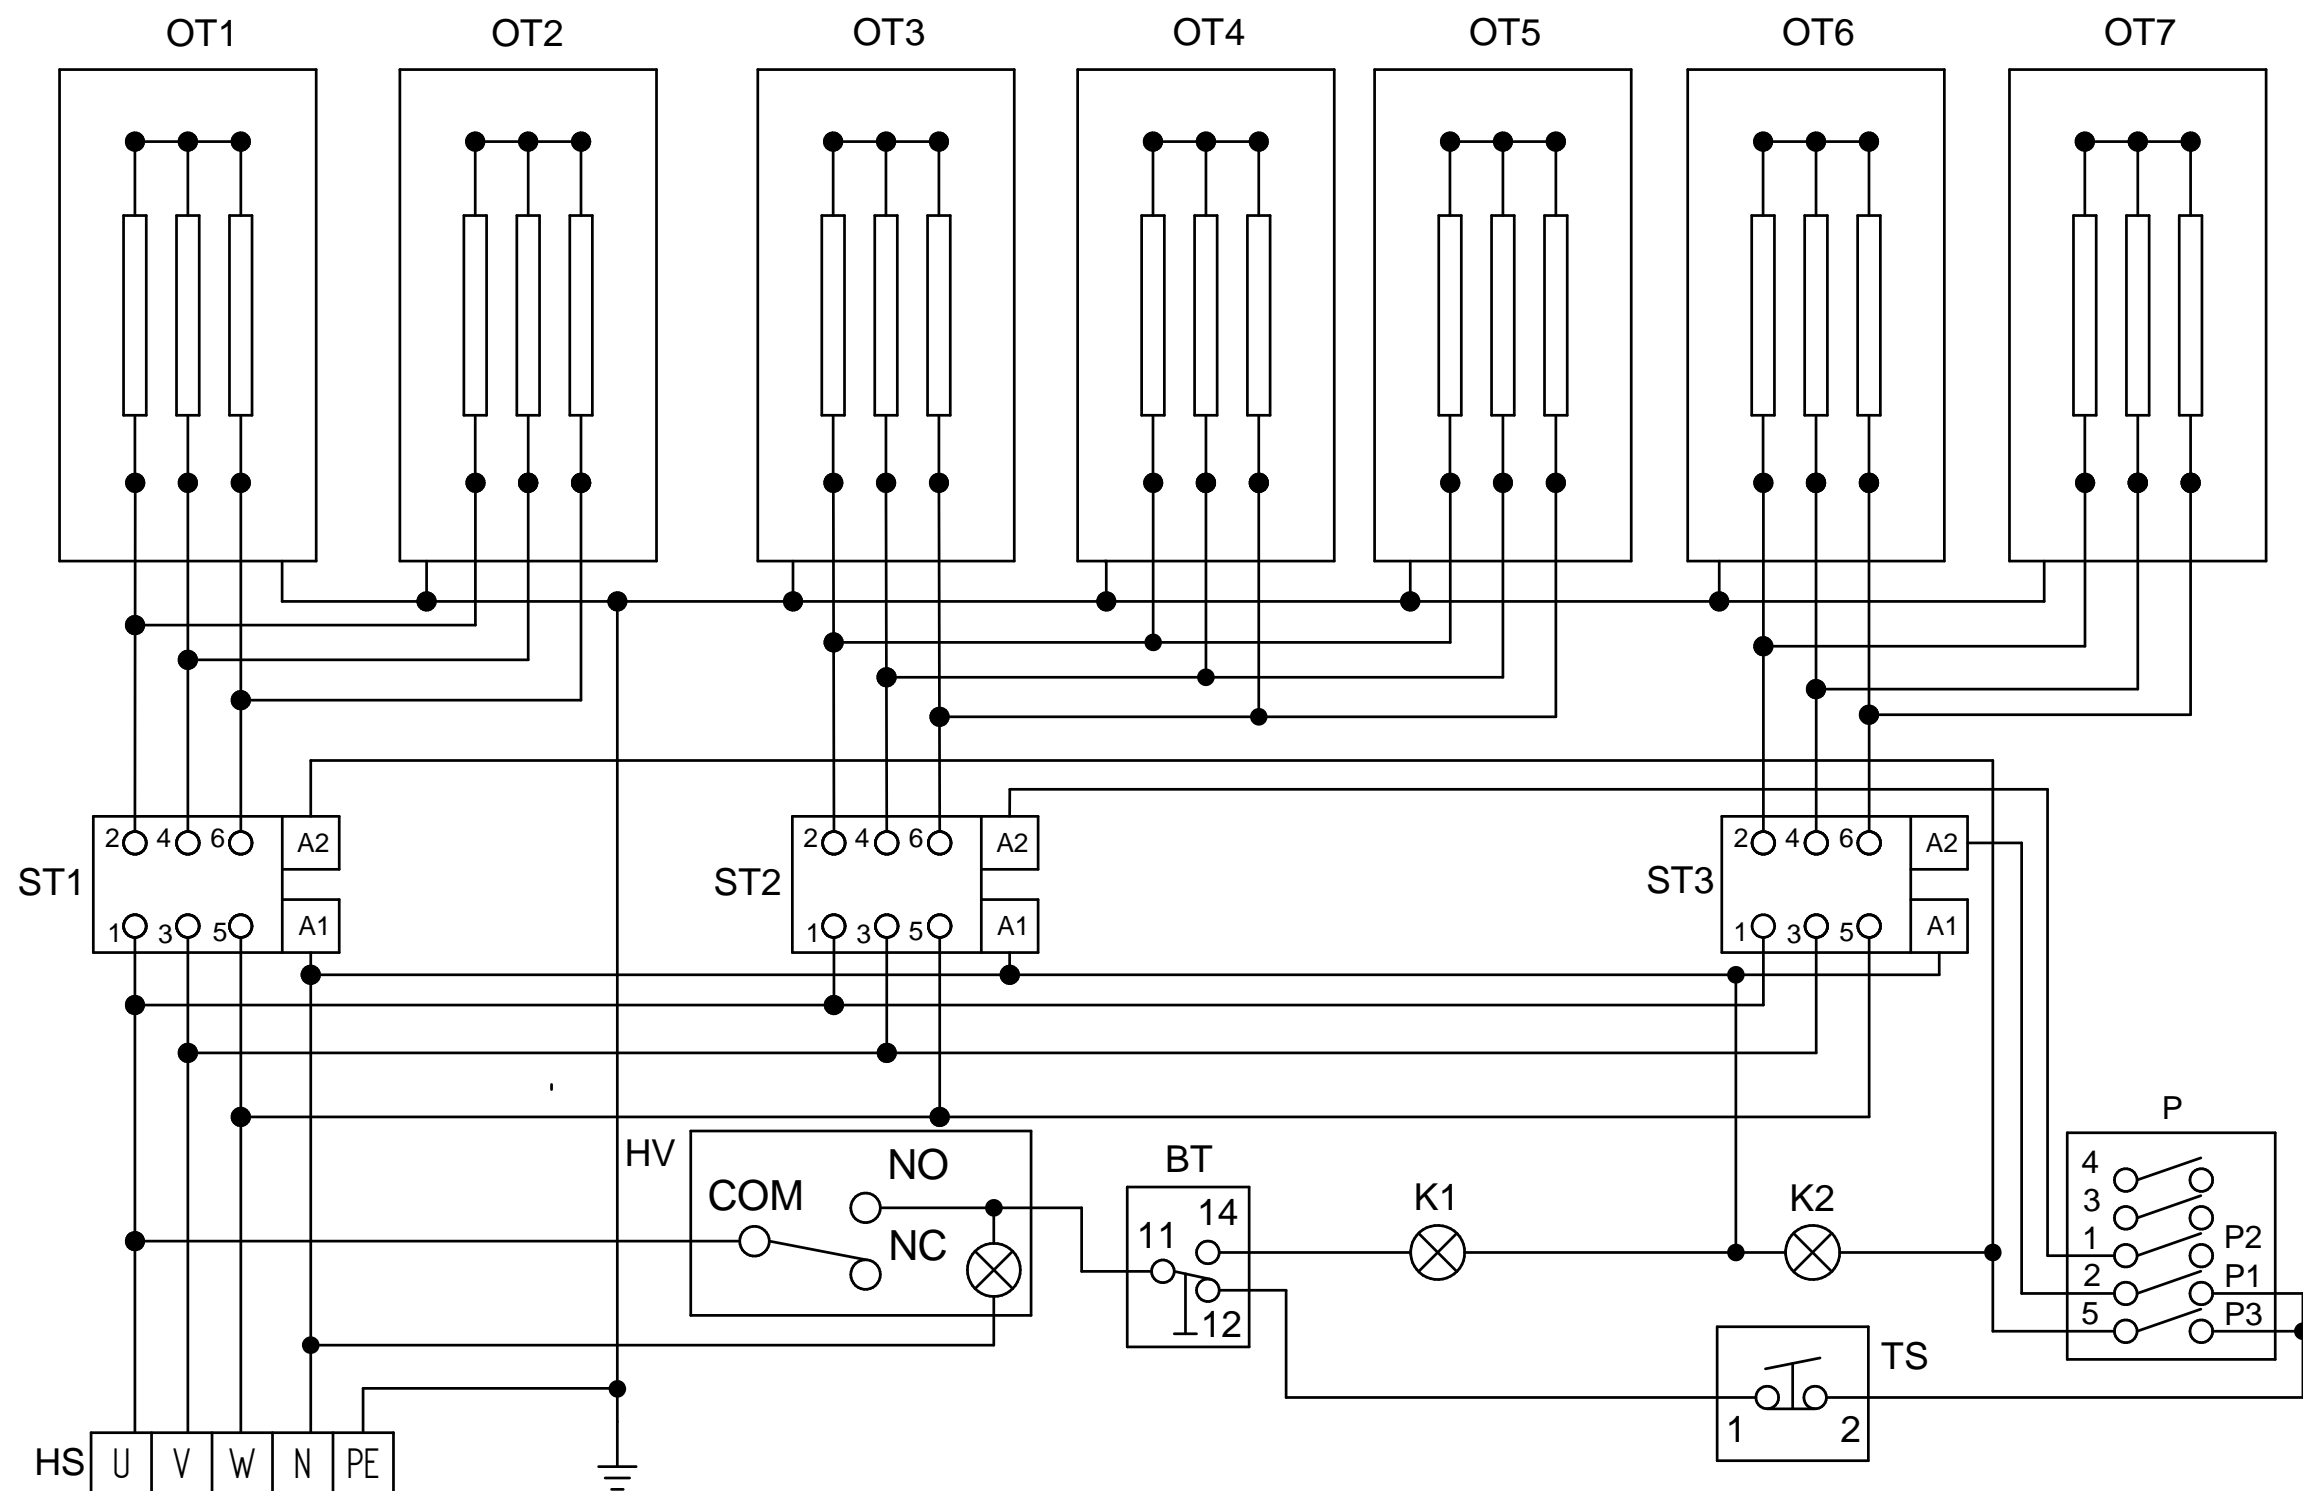 OT1 OT2 OT3 OT4 OT5 OT6 OT7
2 4 6 A2 2 4 6 A2 2 4 6 A2
ST1 ST2 ST3
1 3 5 A1 1 3 5 A1 1 3 5 A1
P
HV NO BT
COM 14 K1 K2 4
11 3
NC 1 P2
2 P1
12 5 P3
TS
1 2
HS U V W N PE